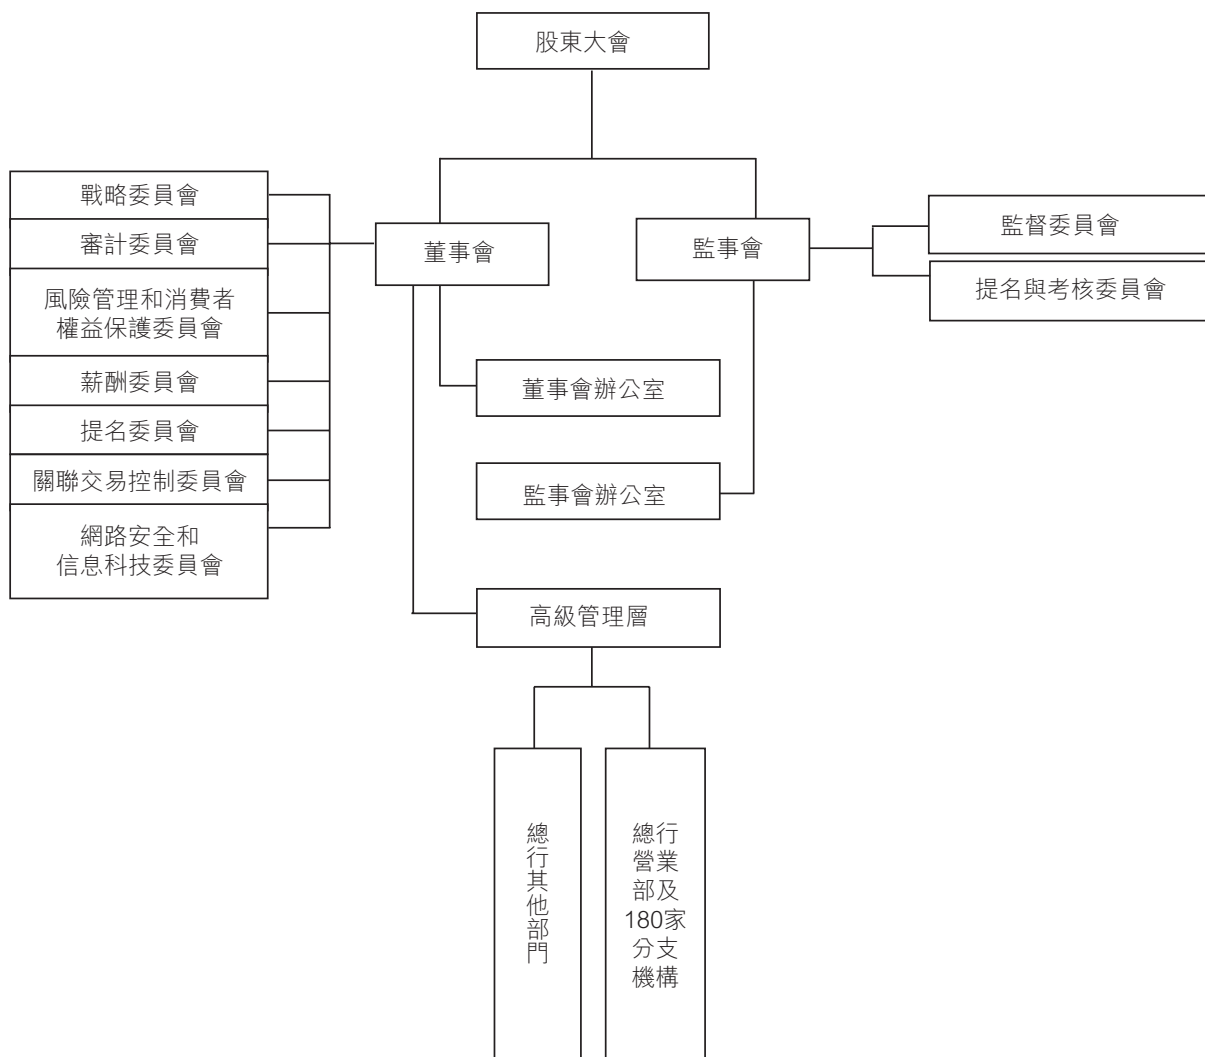 股東大會
戰略委員會
審計委員會
風險管理和消費者
權益保護委員會
薪酬委員會
提名委員會
關聯交易控制委員會
網路安全和
信息科技委員會
董事會
監事會
監督委員會
提名與考核委員會
董事會辦公室
監事會辦公室
高級管理層
總行其他部門
總行
營業
部及
180家
分支
機構